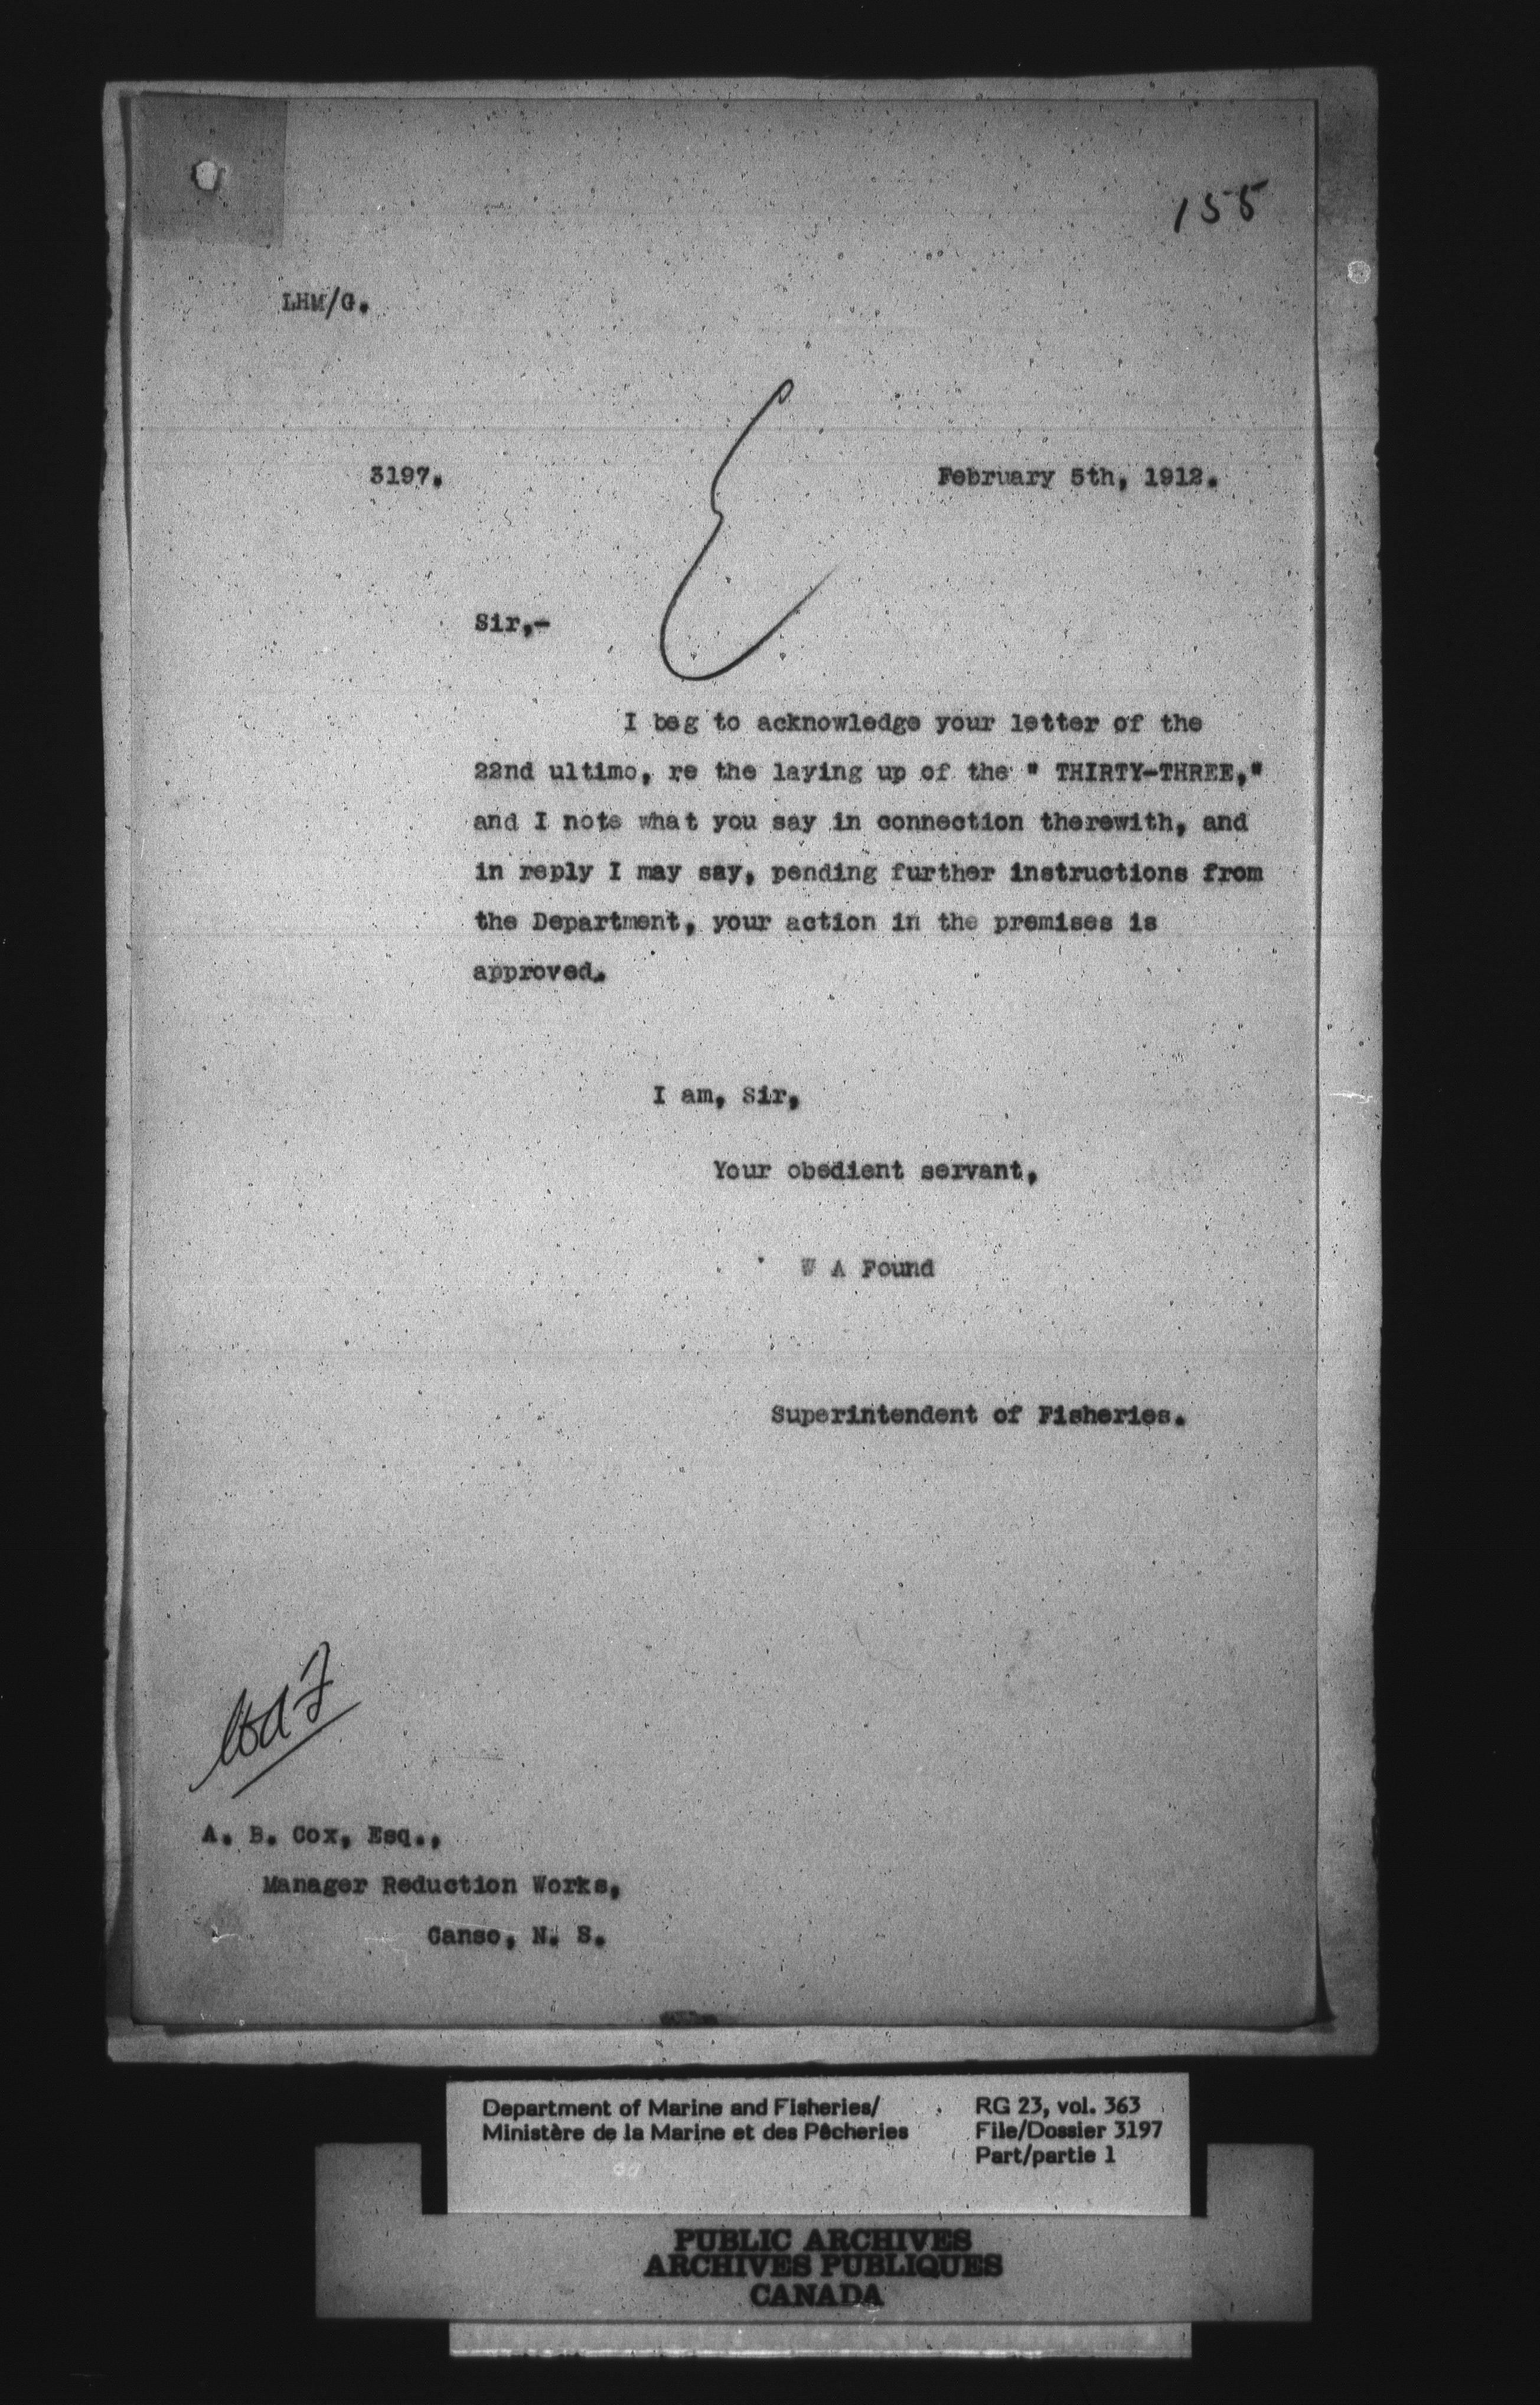 155
LHM/G.
3197.
February 5th, 1912.
Sir,-
I beg to acknowledge your letter of the
22nd ultimo, re the laying up of the " THIRTY-THREE,"
and I note what you say in connection therewith, and
in reply I may say, pending further instructions from
the Department, your action in the premises is
approved.
I am, Sir,
Your obedient servant,
W A Found
Superintendent of Fisheries.
WAF
A. B. Cox, Esq.,
Manager Reduction Works,
Canso, N. S.
Department of Marine and Fisheries/
Ministère de la Marine et des Pêcheries
RG 23, vol. 363
File/Dossier 3197
Part/partie 1
PUBLIC ARCHIVES
ARCHIVES PUBLIQUES
CANADA